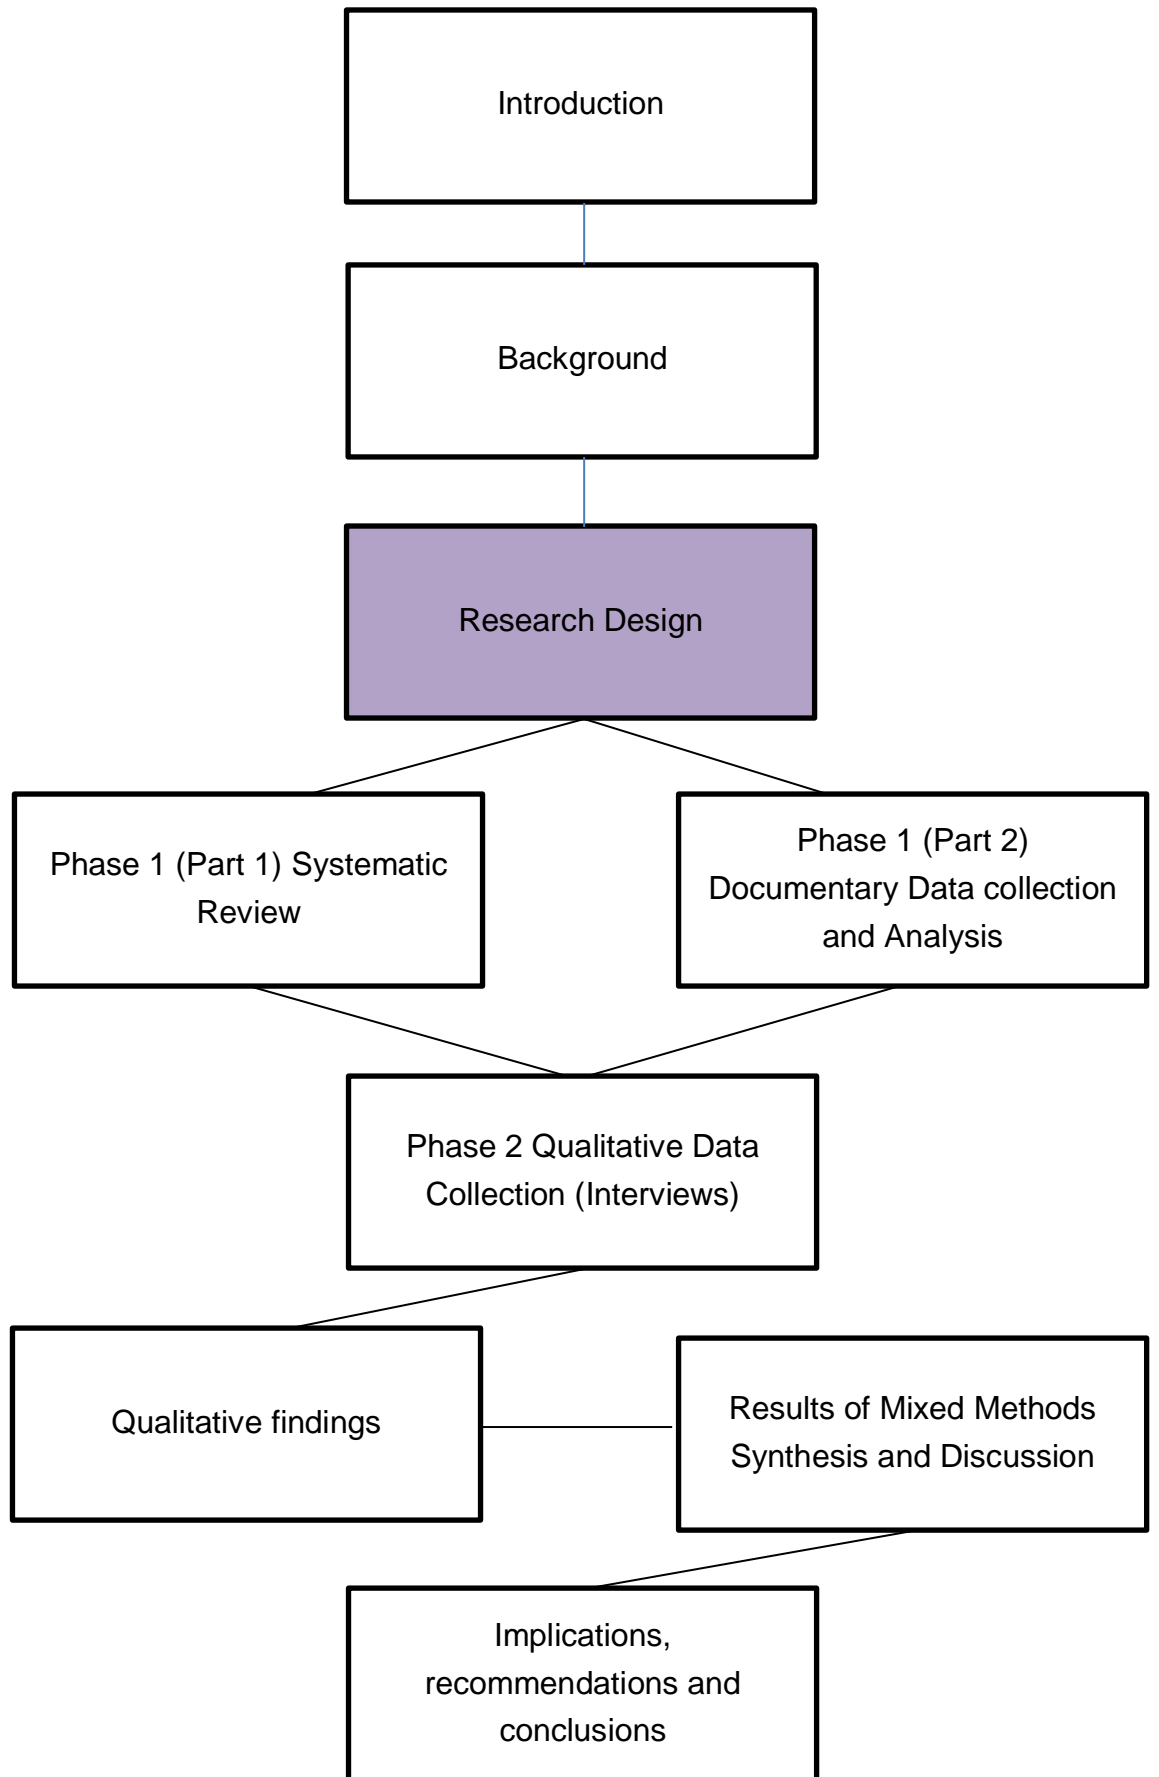 Introduction
Background
Research Design
Phase 1 (Part 1) Systematic
Review
Phase 1 (Part 2)
Documentary Data collection
and Analysis
Phase 2 Qualitative Data
Collection (Interviews)
Qualitative findings
Results of Mixed Methods
Synthesis and Discussion
Implications,
recommendations and
conclusions